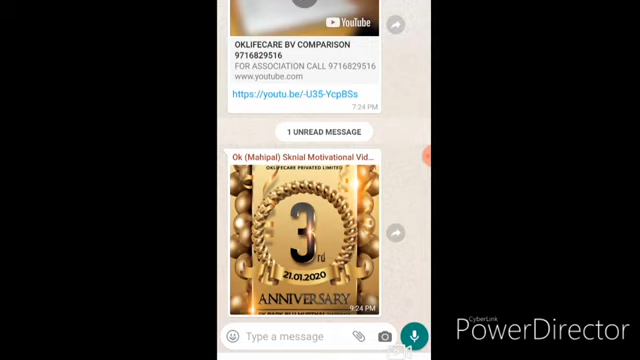 YouTube
OKLIFECARE BV COMPARISON
9716829516
FOR ASSOCIATION CALL 9716829516
www.youtube.com
https://youtu.be/-U35-YcpBSs
7:24 PM
1 UNREAD MESSAGE
Ok (Mahipal) Sknial Motivational Vid...
OKLIFECARE PRIVATED LIMITED
3rd
21.01.2020
ANNIVERSARY
9:24 PM
Type a message
CyberLink
PowerDirector